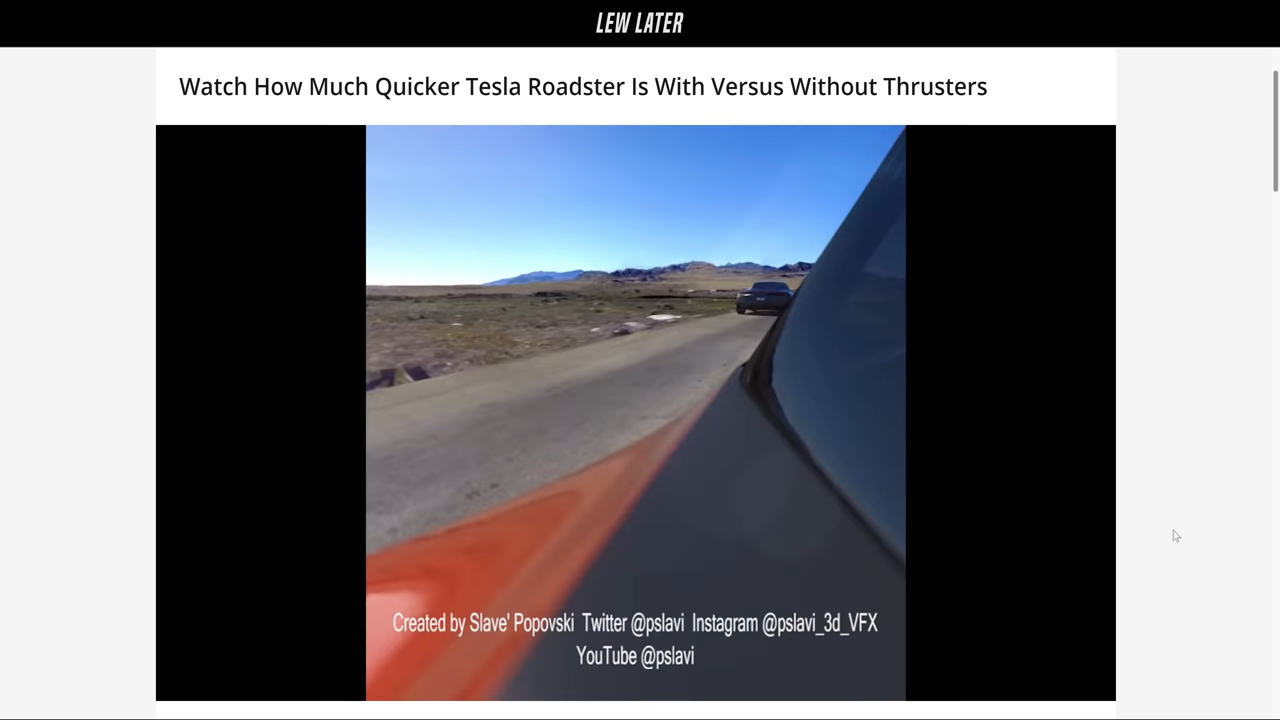 LEW LATER
Watch How Much Quicker Tesla Roadster Is With Versus Without Thrusters
Created by Slave' Popovski Twitter @pslavi Instagram @pslavi_3d_VFX
YouTube @pslavi